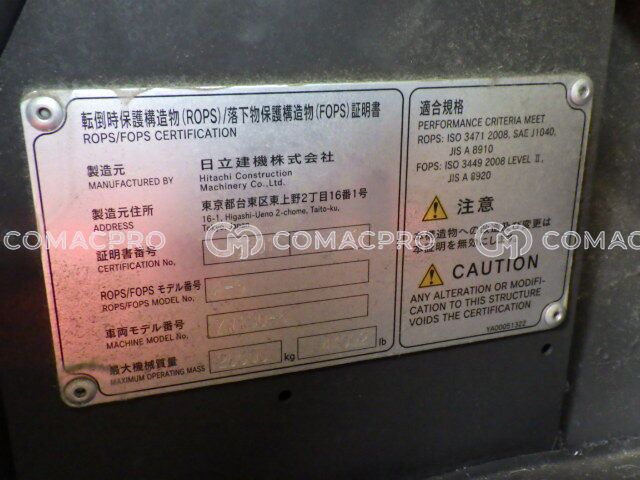 転倒時保護構造物(ROPS)/落下物保護構造物(FOPS)証明書
ROPS/FOPS CERTIFICATION
製造元
MANUFACTURED BY
日立建機株式会社
Hitachi Construction
Machinery Co., Ltd.
製造元住所
ADDRESS
東京都台東区東上野2丁目16番1号
16-1, Higashi-Ueno 2-chome, Taito-ku,
証明書番号
CERTIFICATION No.
ROPS/FOPS モデル番号
ROPS/FOPS MODEL No.
車両モデル番号
MACHINE MODEL No.
最大機械質量
MAXIMUM OPERATING MASS
kg
lb
適合規格
PERFORMANCE CRITERIA MEET
ROPS: ISO 3471 2008, SAE J1040,
JIS A 8910
FOPS: ISO 3449 2008 LEVEL II,
JIS A 8920
注意
本証明を無効に
CAUTION
ANY ALTERATION OR MODIFI-
CATION TO THIS STRUCTURE
VOIDS THE CERTIFICATION
YA00051322
COMACPRO
COMACPRO
COMACPRO